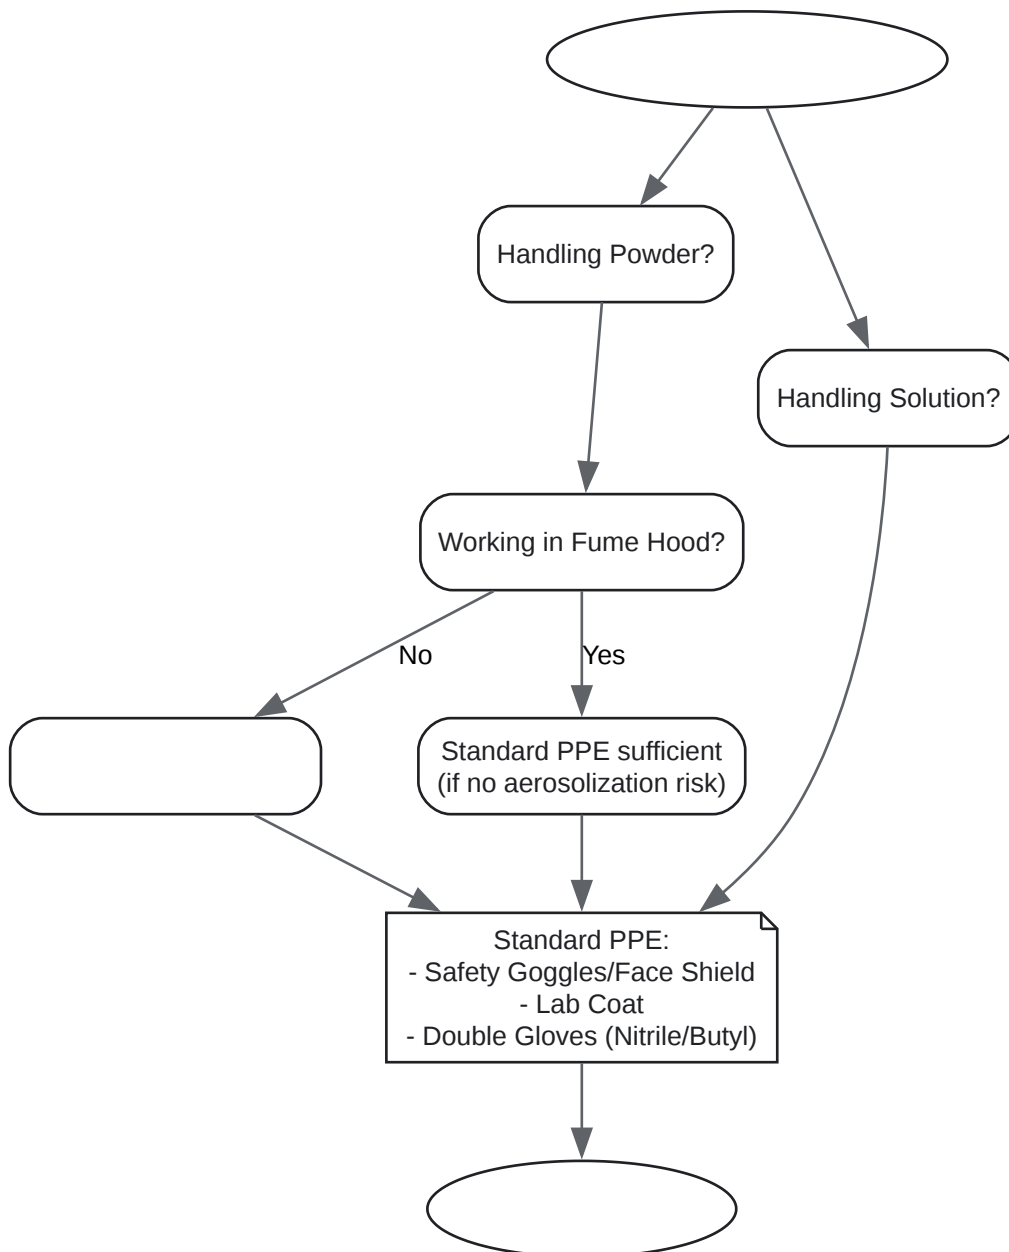 Handling Powder?
Handling Solution?
Working in Fume Hood?
No
Yes
Standard PPE sufficient
(if no aerosolization risk)
Standard PPE:
- Safety Goggles/Face Shield
- Lab Coat
- Double Gloves (Nitrile/Butyl)